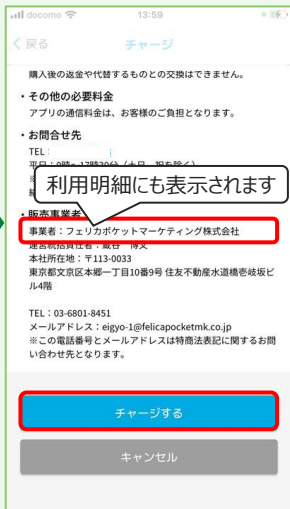 docomo 13:59
戻る チャージ
購入後の返金や代替するものとの交換はできません。
・その他の必要料金
アプリの通信料金は、お客様のご負担となります。
・お問合せ先
TEL：
平日：9時～17時30分（土日、祝を除く）
利用明細にも表示されます
・販売事業者
事業者：フェリカポケットマーケティング株式会社
運営統括責任者：蔵谷 博文
本社所在地：〒113-0033
東京都文京区本郷一丁目10番9号 住友不動産水道橋壱岐坂ビ
ル4階
TEL：03-6801-8451
メールアドレス：eigyo-1@felicapocketmk.co.jp
※この電話番号とメールアドレスは特商法表記に関するお問
い合わせ先となります。
チャージする
キャンセル